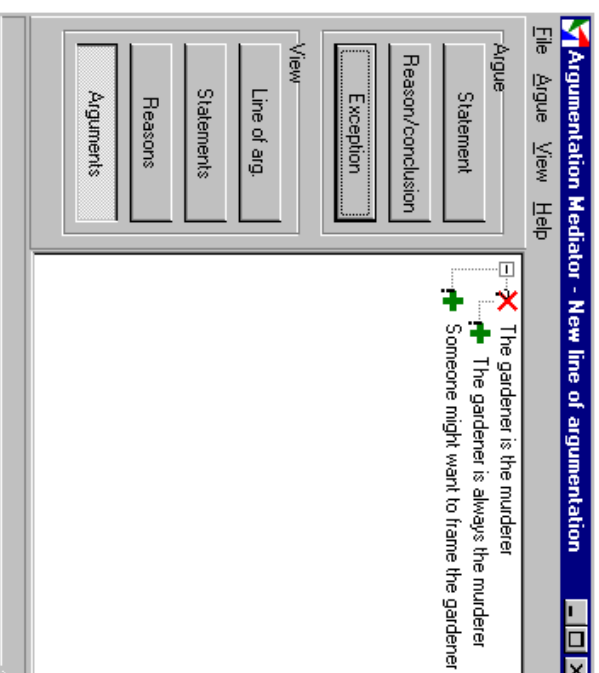 Argumentation Mediator - New line of argumentation
File Argue View Help
Argue
Statement
Reason/conclusion
Exception
View
Line of arg.
Statements
Reasons
Arguments
? The gardener is the murderer
! The gardener is always the murderer
! Someone might want to frame the gardener